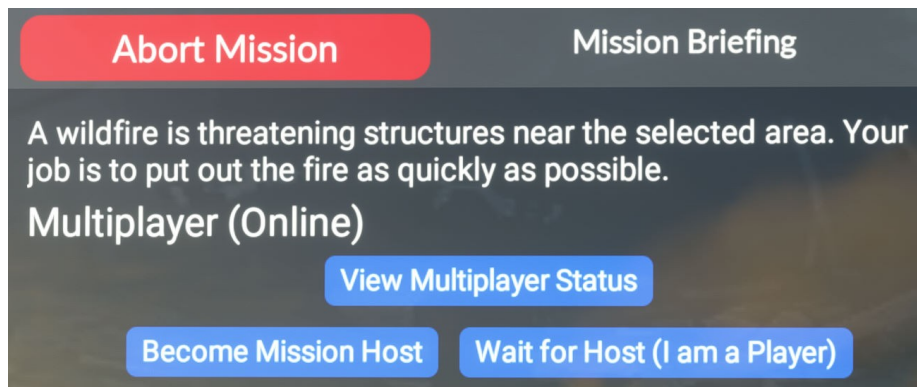 Abort Mission
Mission Briefing
A wildfire is threatening structures near the selected area. Your
job is to put out the fire as quickly as possible.
Multiplayer (Online)
View Multiplayer Status
Become Mission Host
Wait for Host (I am a Player)